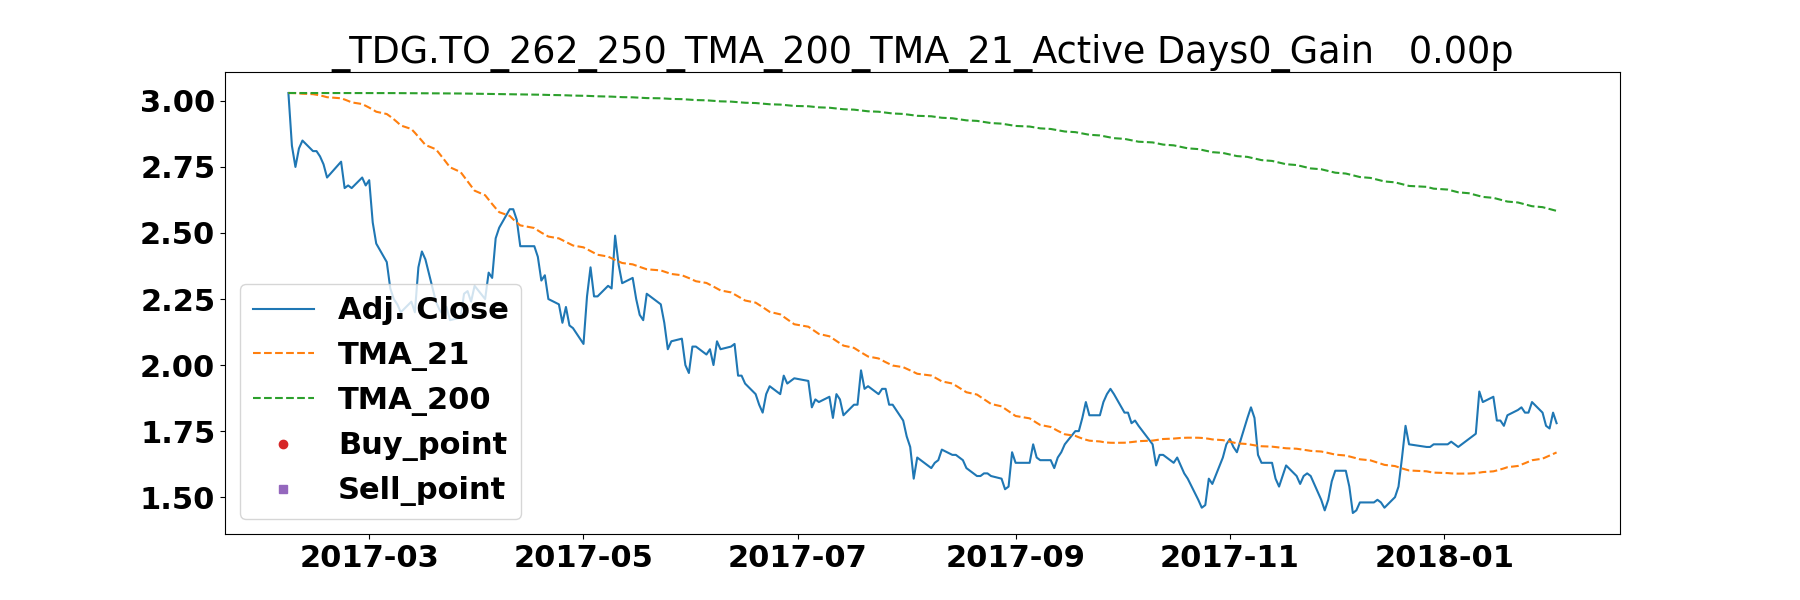 _TDG.TO_262_250_TMA_200_TMA_21_Active Days0_Gain   0.00p
3.00
2.75
2.50
2.25
2.00
1.75
1.50
Adj. Close
TMA_21
TMA_200
Buy_point
Sell_point
2017-03 2017-05 2017-07 2017-09 2017-11 2018-01